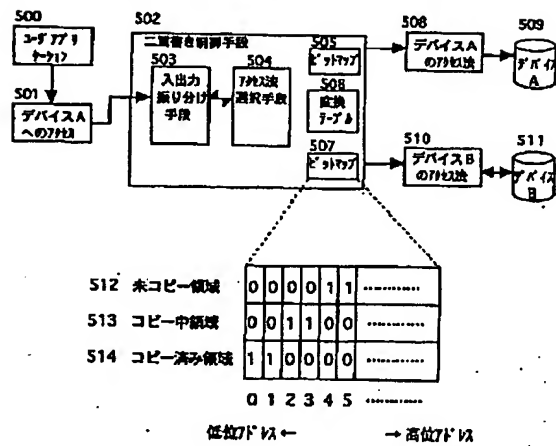 500
ユーザアプリ
ケーション
501
デバイスA
へのアクセス
502
二重書き制御手段
503
入出力
振り分け
手段
504
アクセス法
選択手段
505
ビットマップ
506
変換
テーブル
507
ビットマップ
508
デバイスA
のアクセス法
509
デバイス
A
510
デバイスB
のアクセス法
511
デバイス
B
512 未コピー領域 0 0 0 0 1 1 …………
513 コピー中領域 0 0 1 1 0 0 …………
514 コピー済み領域 1 1 0 0 0 0 …………
0 1 2 3 4 5 …………
低位アドレス ← → 高位アドレス